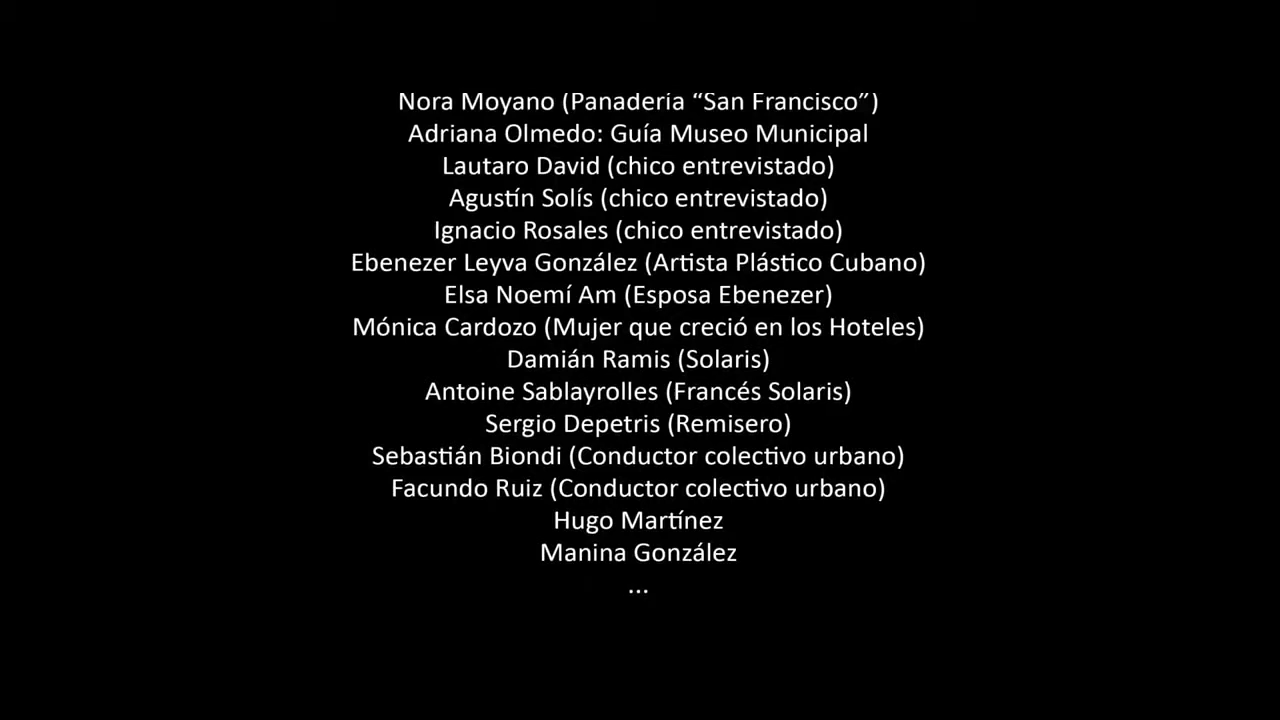 Nora Moyano (Panadería “San Francisco”)
Adriana Olmedo: Guía Museo Municipal
Lautaro David (chico entrevistado)
Agustín Solís (chico entrevistado)
Ignacio Rosales (chico entrevistado)
Ebenezer Leyva González (Artista Plástico Cubano)
Elsa Noemí Am (Esposa Ebenezer)
Mónica Cardozo (Mujer que creció en los Hoteles)
Damián Ramis (Solaris)
Antoine Sablayrolles (Francés Solaris)
Sergio Depetris (Remisero)
Sebastián Biondi (Conductor colectivo urbano)
Facundo Ruiz (Conductor colectivo urbano)
Hugo Martínez
Manina González
...